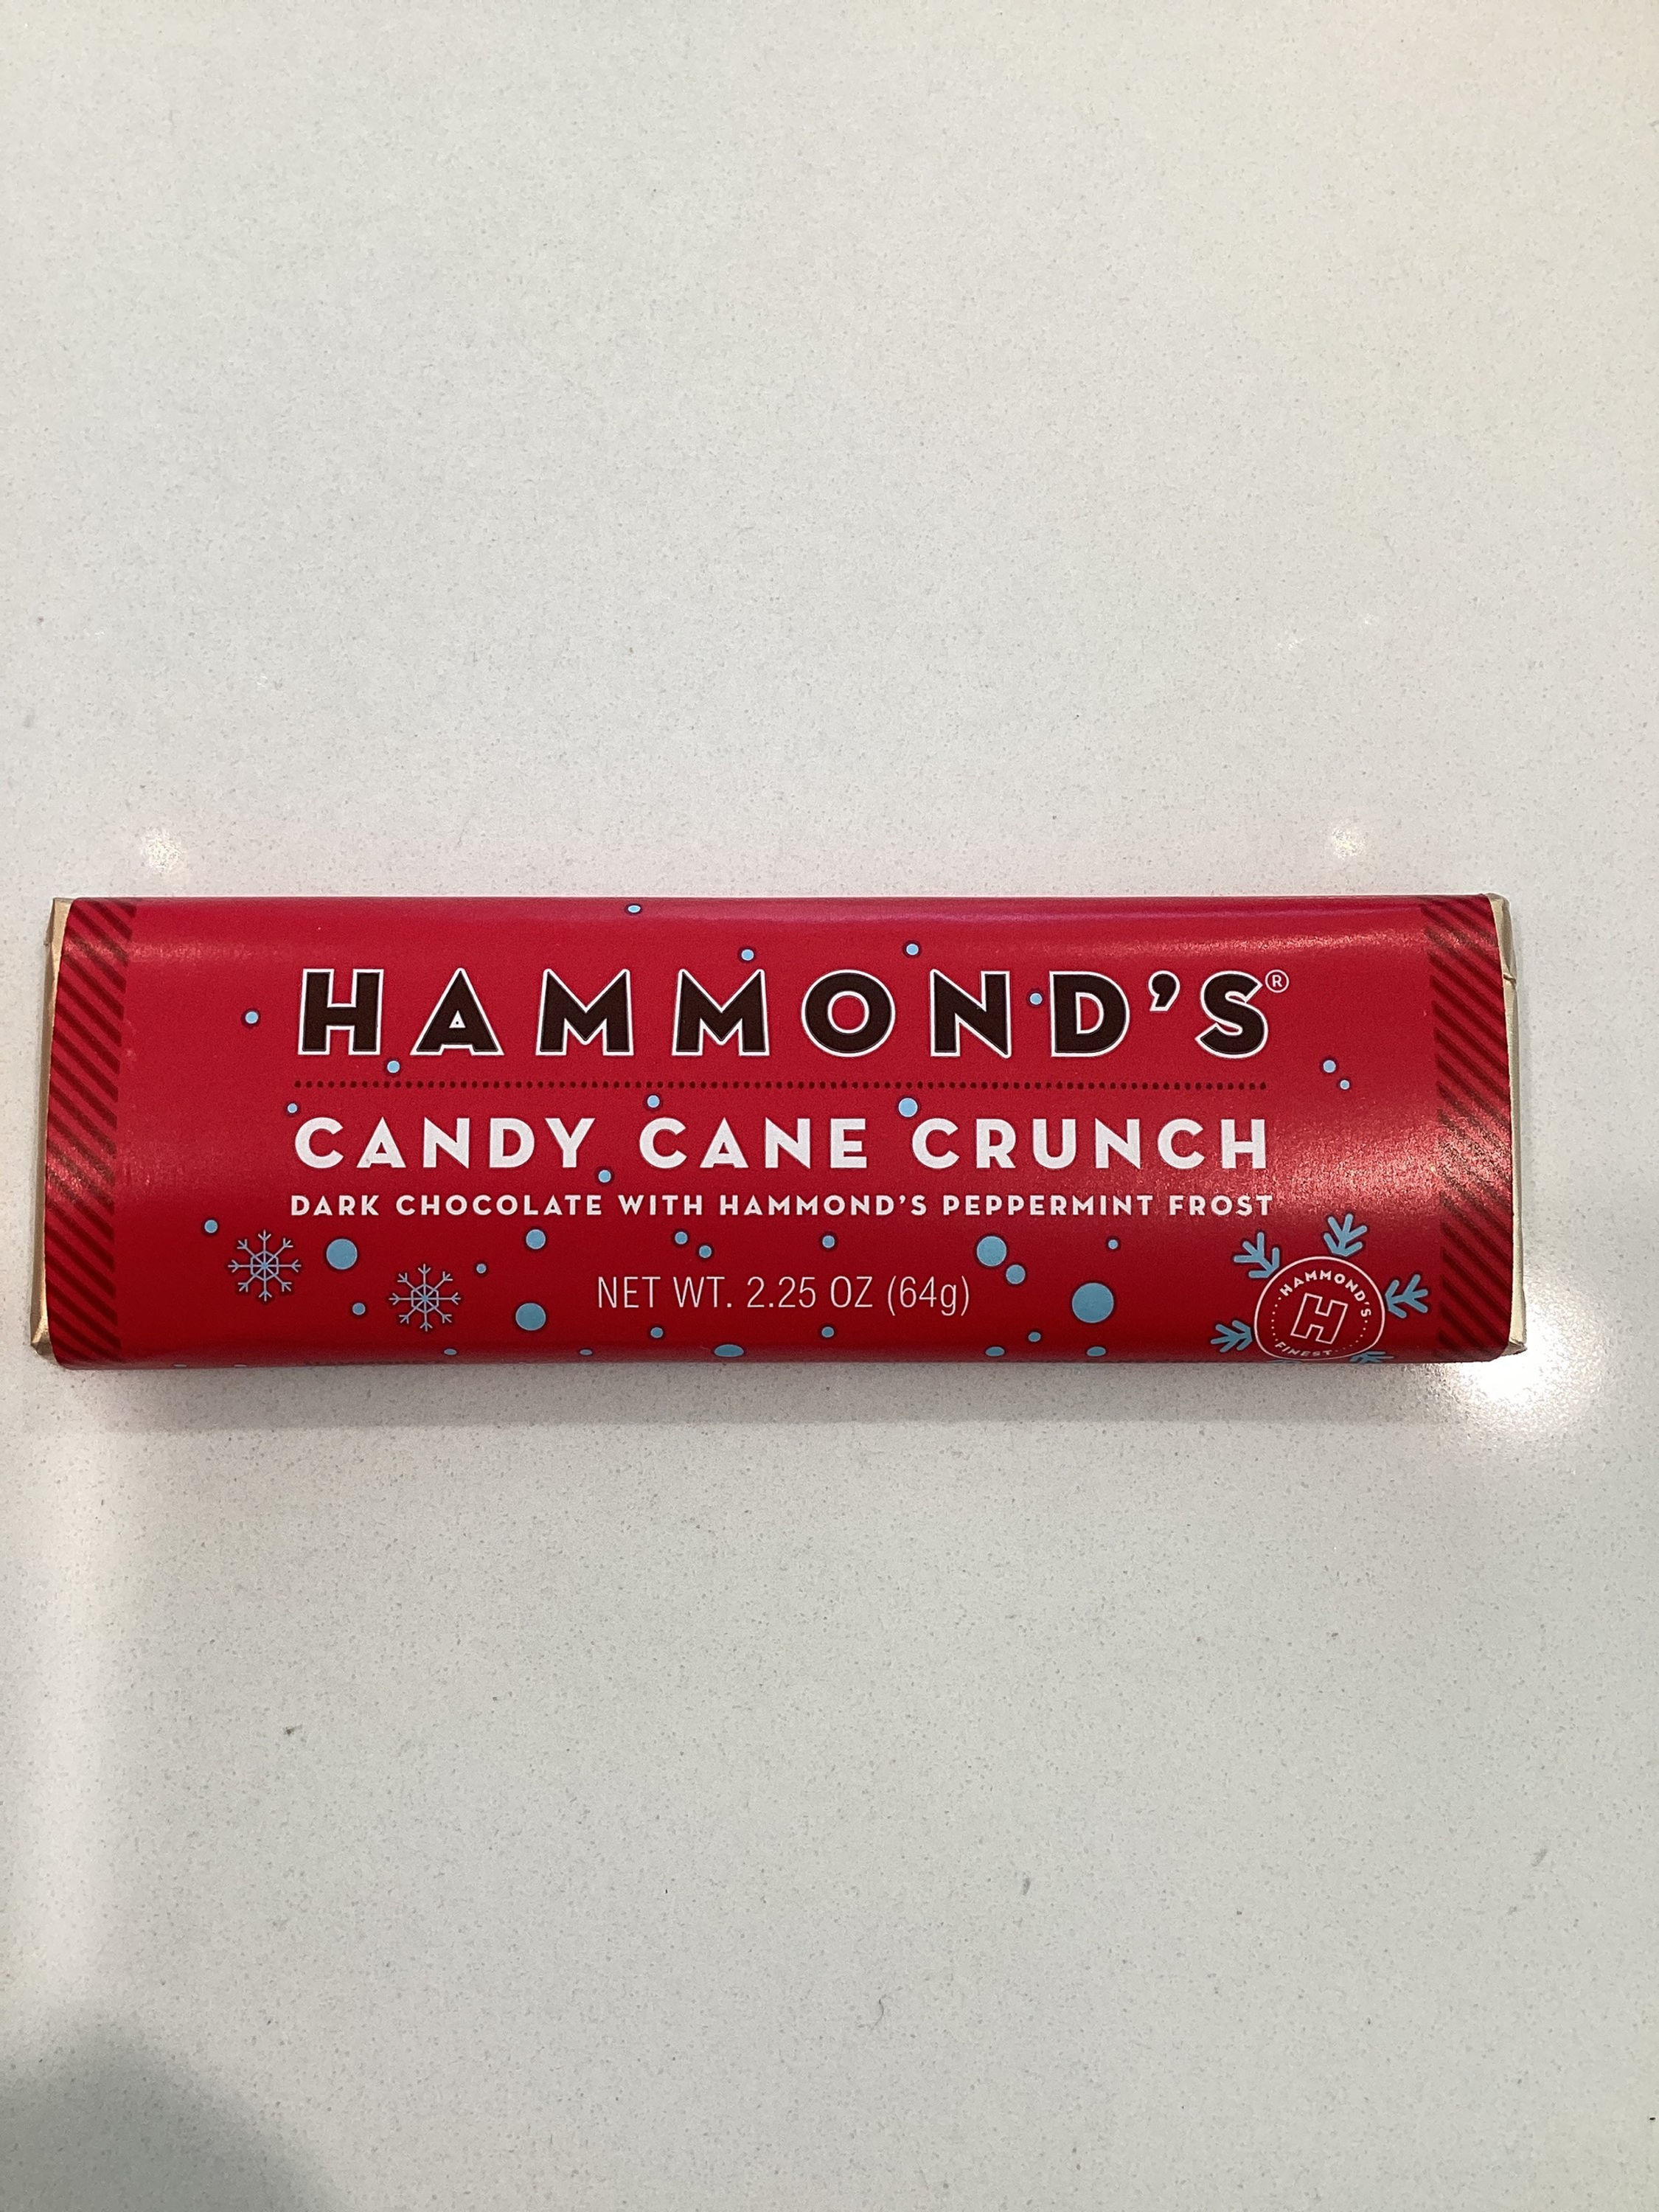 HAMMOND'S®
CANDY CANE CRUNCH
DARK CHOCOLATE WITH HAMMOND'S PEPPERMINT FROST
NET WT. 2.25 OZ (64g)
HAMMOND'S
H
FINEST